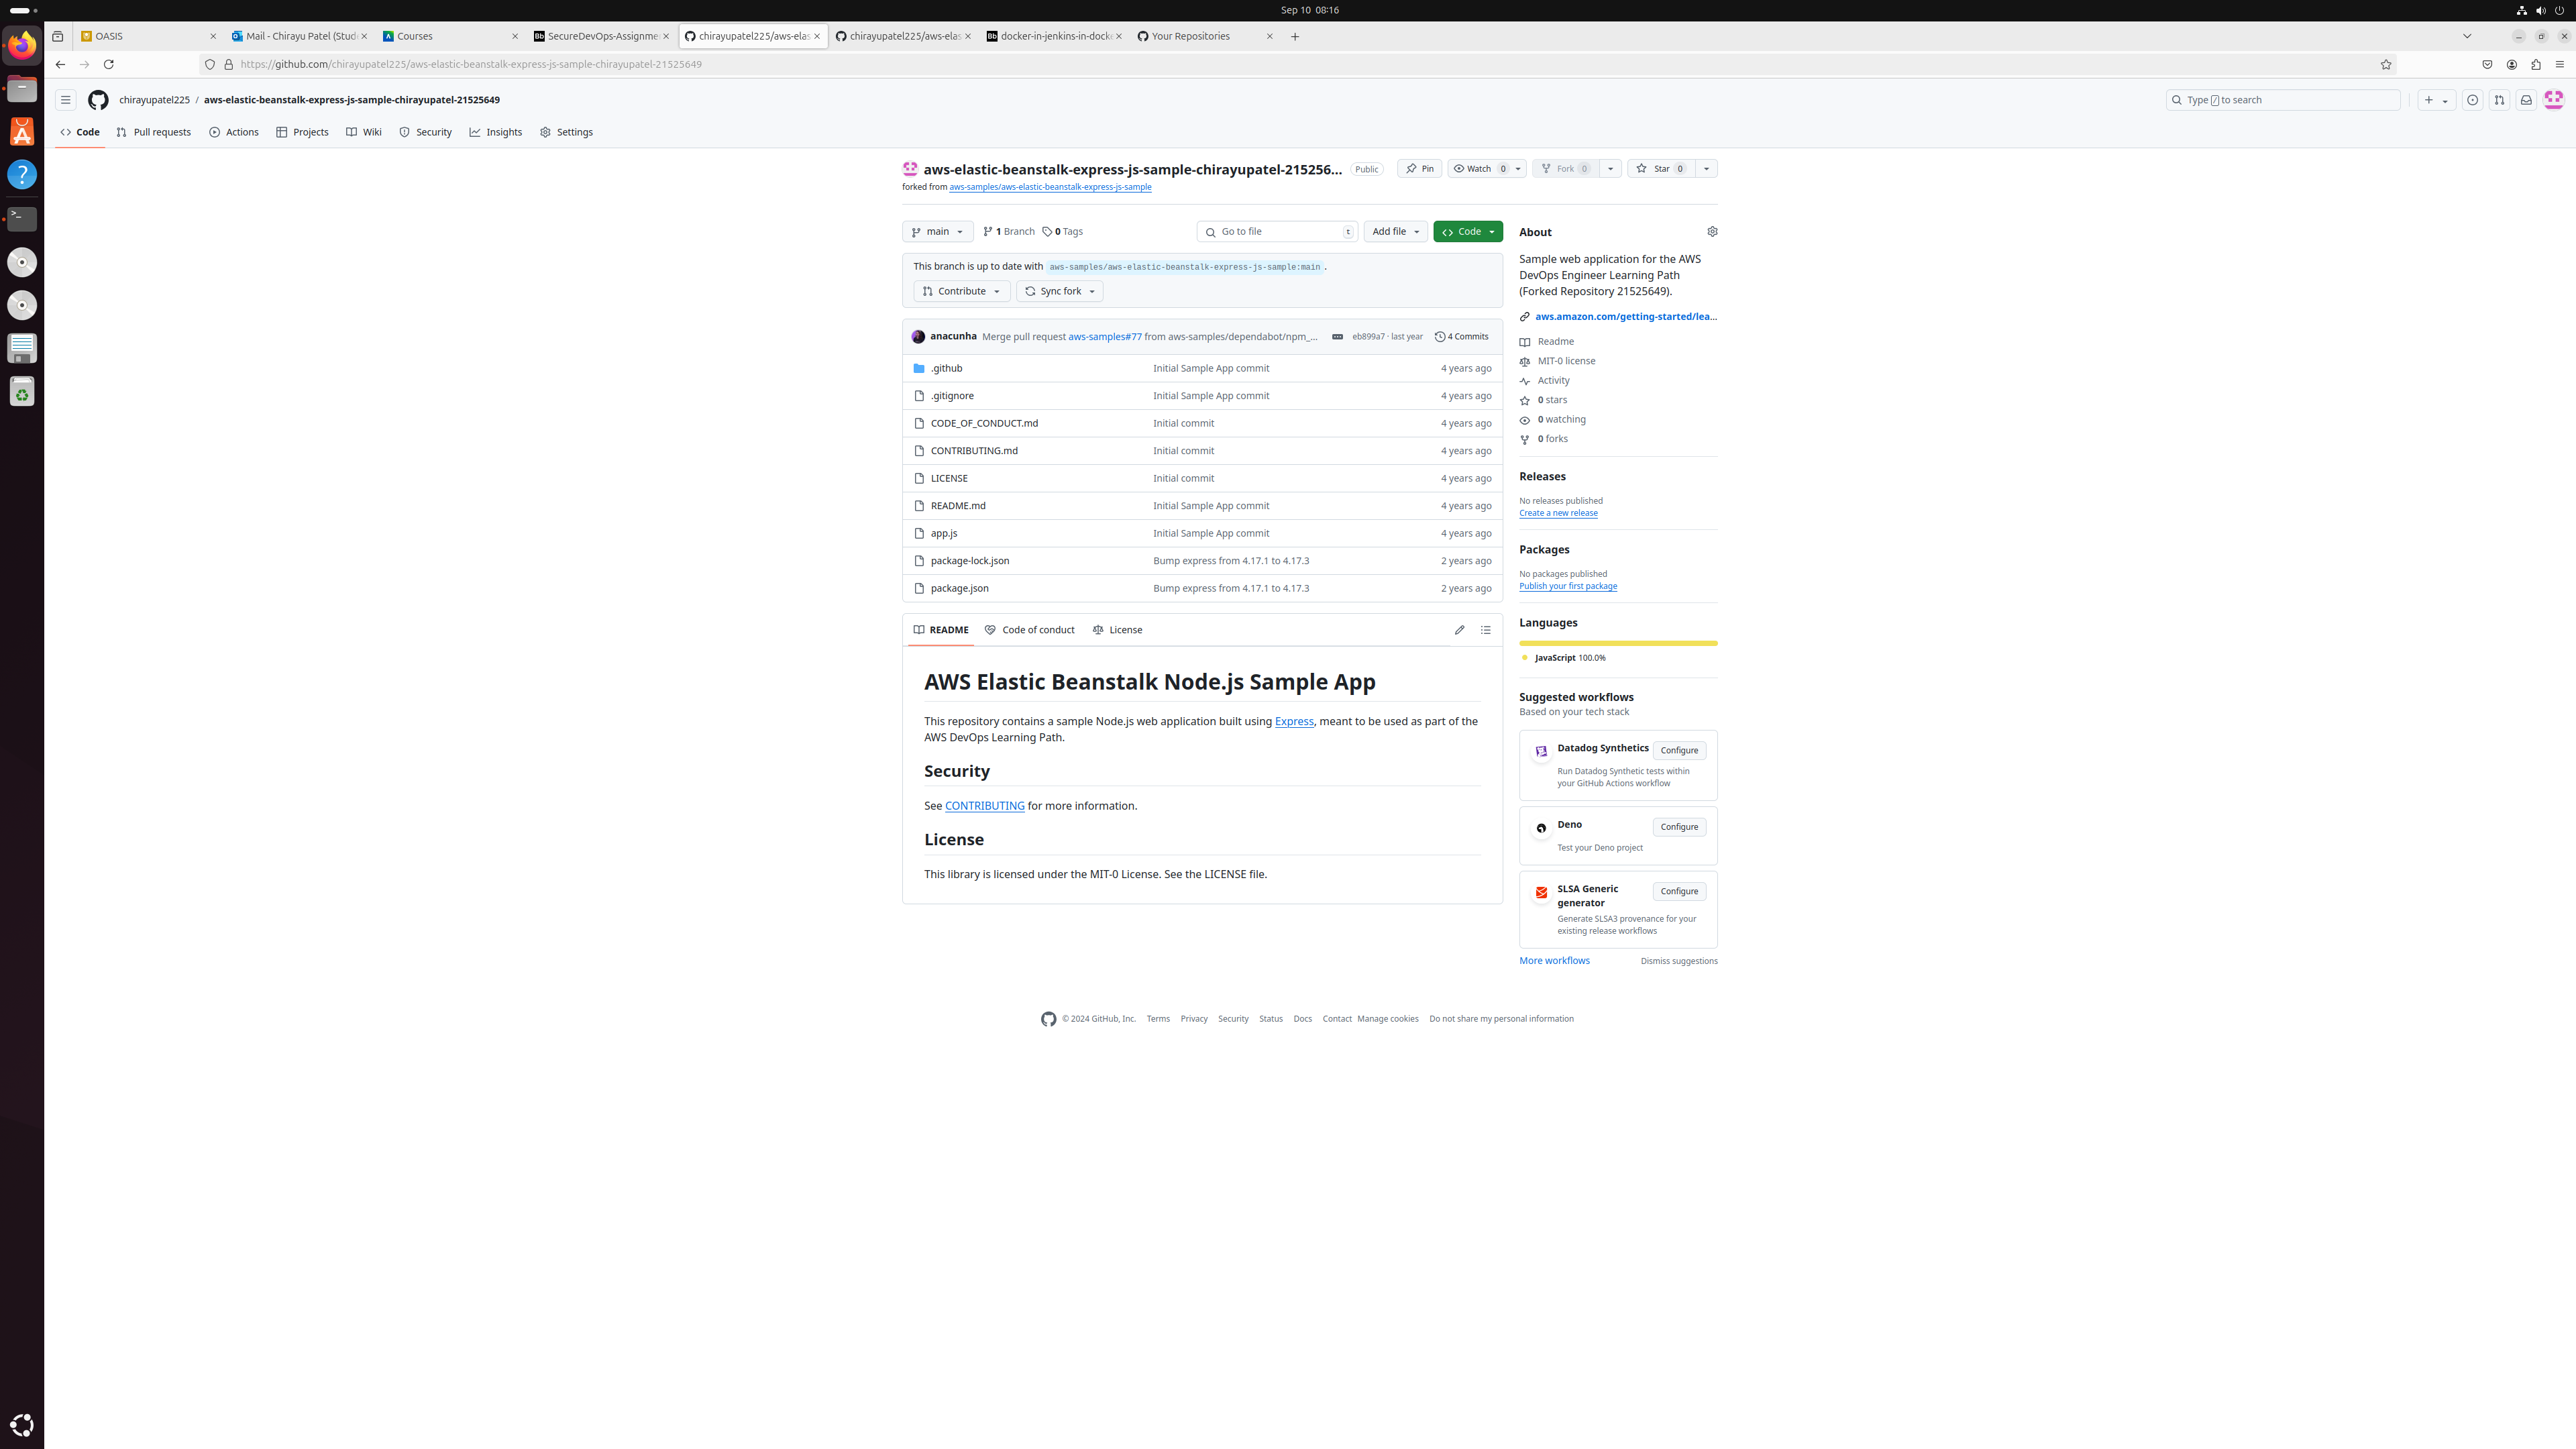 Sep 10 08:16
OASIS
Mail - Chirayu Patel (Stud
Courses
SecureDevOps-Assignme
chirayupatel225/aws-elas
chirayupatel225/aws-elas
docker-in-jenkins-in-docke
Your Repositories
https://github.com/chirayupatel225/aws-elastic-beanstalk-express-js-sample-chirayupatel-21525649
chirayupatel225 / aws-elastic-beanstalk-express-js-sample-chirayupatel-21525649
Type / to search
Code Pull requests Actions Projects Wiki Security Insights Settings
aws-elastic-beanstalk-express-js-sample-chirayupatel-215256... Public
Pin Watch 0 Fork 0 Star 0
forked from aws-samples/aws-elastic-beanstalk-express-js-sample
main 1 Branch 0 Tags Go to file t Add file Code
This branch is up to date with aws-samples/aws-elastic-beanstalk-express-js-sample:main .
Contribute Sync fork
anacunha Merge pull request aws-samples#77 from aws-samples/dependabot/npm_... eb899a7 · last year 4 Commits
.github Initial Sample App commit 4 years ago
.gitignore Initial Sample App commit 4 years ago
CODE_OF_CONDUCT.md Initial commit 4 years ago
CONTRIBUTING.md Initial commit 4 years ago
LICENSE Initial commit 4 years ago
README.md Initial Sample App commit 4 years ago
app.js Initial Sample App commit 4 years ago
package-lock.json Bump express from 4.17.1 to 4.17.3 2 years ago
package.json Bump express from 4.17.1 to 4.17.3 2 years ago
README Code of conduct License
AWS Elastic Beanstalk Node.js Sample App
This repository contains a sample Node.js web application built using Express, meant to be used as part of the
AWS DevOps Learning Path.
Security
See CONTRIBUTING for more information.
License
This library is licensed under the MIT-0 License. See the LICENSE file.
About
Sample web application for the AWS
DevOps Engineer Learning Path
(Forked Repository 21525649).
aws.amazon.com/getting-started/lea...
Readme
MIT-0 license
Activity
0 stars
0 watching
0 forks
Releases
No releases published
Create a new release
Packages
No packages published
Publish your first package
Languages
JavaScript 100.0%
Suggested workflows
Based on your tech stack
Datadog Synthetics Configure
Run Datadog Synthetic tests within
your GitHub Actions workflow
Deno Configure
Test your Deno project
SLSA Generic
generator Configure
Generate SLSA3 provenance for your
existing release workflows
More workflows Dismiss suggestions
© 2024 GitHub, Inc. Terms Privacy Security Status Docs Contact Manage cookies Do not share my personal information